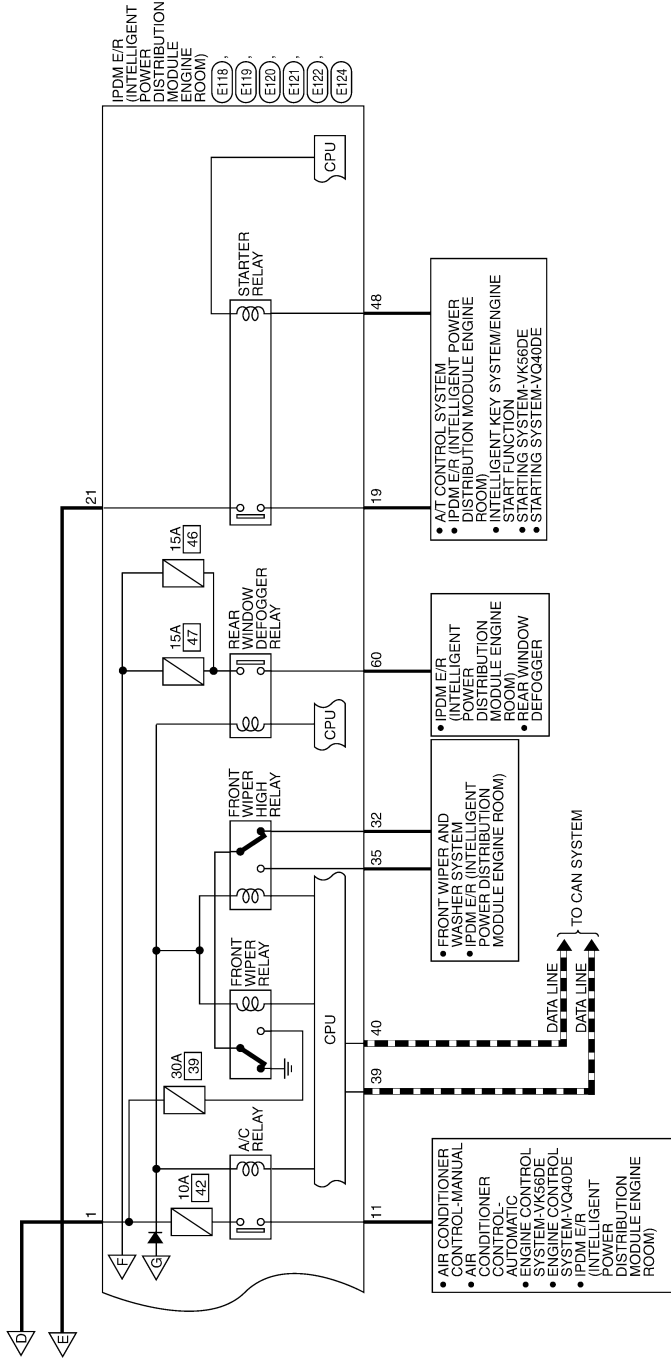 IPDM E/R
(INTELLIGENT
POWER
DISTRIBUTION
MODULE
ENGINE
ROOM)
E118 ,
E119 ,
E120 ,
E121 ,
E122 ,
E124
D
E
F
G
1
21
10A
42
A/C
RELAY
30A
39
FRONT
WIPER
RELAY
FRONT
WIPER
HIGH
RELAY
15A
47
15A
46
REAR
WINDOW
DEFOGGER
RELAY
STARTER
RELAY
CPU
CPU
CPU
11
39
40
35
32
60
19
48
DATA LINE
DATA LINE
TO CAN SYSTEM
• AIR CONDITIONER
CONTROL-MANUAL
• AIR
CONDITIONER
CONTROL-
AUTOMATIC
• ENGINE CONTROL
SYSTEM-VK56DE
• ENGINE CONTROL
SYSTEM-VQ40DE
• IPDM E/R
(INTELLIGENT
POWER
DISTRIBUTION
MODULE ENGINE
ROOM)
• FRONT WIPER AND
WASHER SYSTEM
• IPDM E/R (INTELLIGENT
POWER DISTRIBUTION
MODULE ENGINE ROOM)
• IPDM E/R
(INTELLIGENT
POWER
DISTRIBUTION
MODULE ENGINE
ROOM)
• REAR WINDOW
DEFOGGER
• A/T CONTROL SYSTEM
• IPDM E/R (INTELLIGENT POWER
DISTRIBUTION MODULE ENGINE
ROOM)
• INTELLIGENT KEY SYSTEM/ENGINE
START FUNCTION
• STARTING SYSTEM-VK56DE
• STARTING SYSTEM-VQ40DE